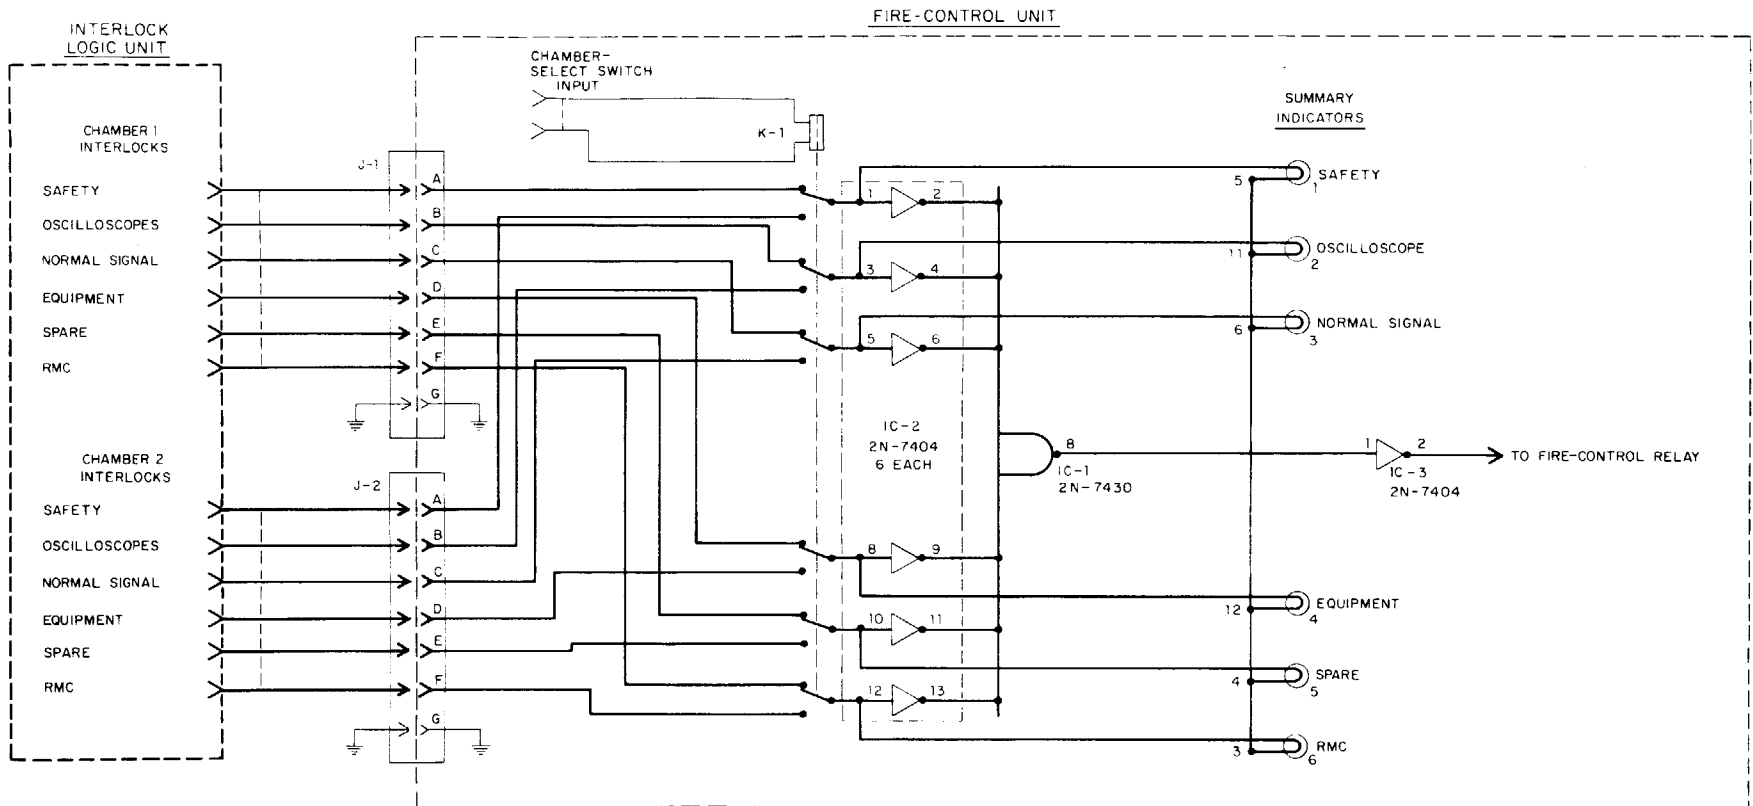 FIRE-CONTROL UNIT
INTERLOCK
LOGIC UNIT
CHAMBER-
SELECT SWITCH
INPUT
K-1
SUMMARY
INDICATORS
CHAMBER 1
INTERLOCKS
J-1
SAFETY
A
1
2
5
SAFETY
1
OSCILLOSCOPES
B
3
4
11
OSCILLOSCOPE
2
NORMAL SIGNAL
C
5
6
6
NORMAL SIGNAL
3
EQUIPMENT
D
SPARE
E
RMC
F
G
IC-2
2N-7404
6 EACH
8
IC-1
2N-7430
1
2
IC-3
2N-7404
TO FIRE-CONTROL RELAY
CHAMBER 2
INTERLOCKS
J-2
SAFETY
A
OSCILLOSCOPES
B
8
9
NORMAL SIGNAL
C
12
EQUIPMENT
4
EQUIPMENT
D
10
11
SPARE
E
4
SPARE
5
RMC
F
12
13
G
3
RMC
6